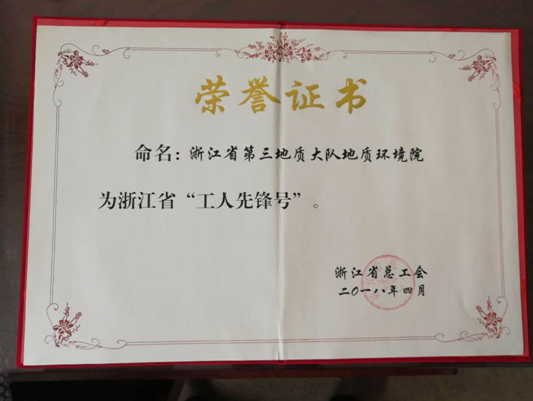 荣誉证书
命名：浙江省第三地质大队地质环境院
为浙江省“工人先锋号”。
浙江省总工会
二〇一八年四月